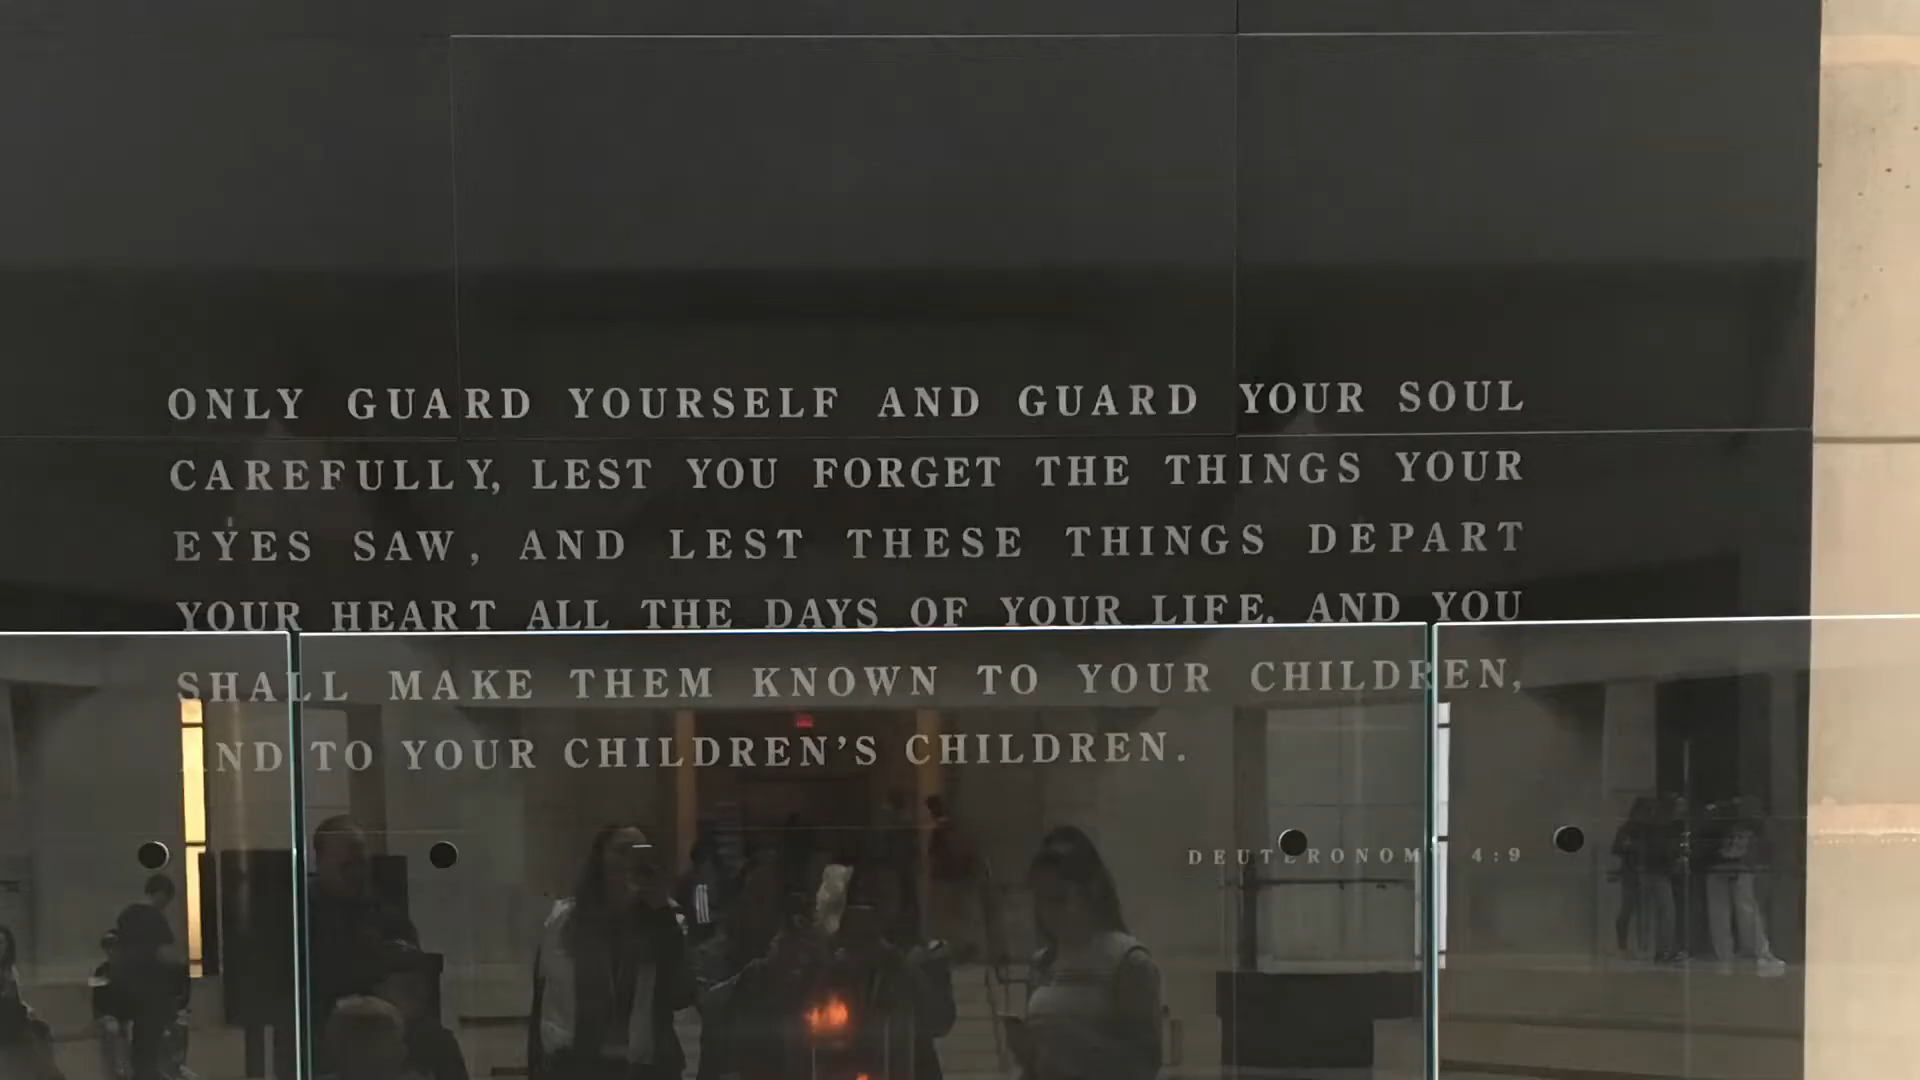 ONLY GUARD YOURSELF AND GUARD YOUR SOUL
CAREFULLY, LEST YOU FORGET THE THINGS YOUR
EYES SAW, AND LEST THESE THINGS DEPART
YOUR HEART ALL THE DAYS OF YOUR LIFE. AND YOU
SHALL MAKE THEM KNOWN TO YOUR CHILDREN,
AND TO YOUR CHILDREN'S CHILDREN.
DEUTERONOMY 4:9